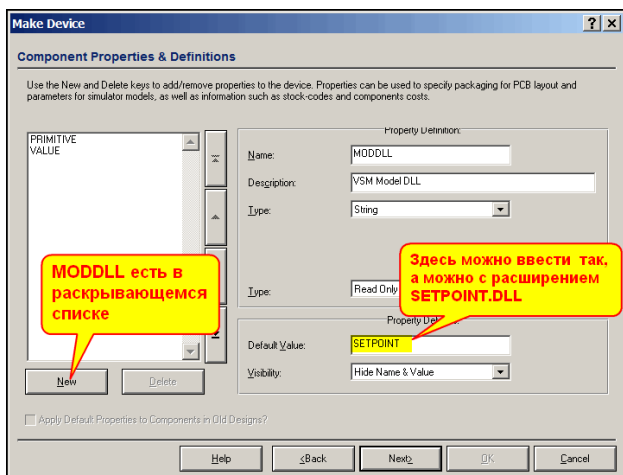 Make Device
Component Properties & Definitions
Use the New and Delete keys to add/remove properties to the device. Properties can be used to specify packaging for PCB layout and
parameters for simulator models, as well as information such as stock-codes and components costs.
PRIMITIVE
VALUE
Property Definition:
Name:
MODDLL
Description:
VSM Model DLL
Type:
String
MODDLL есть в
раскрывающемся
списке
Здесь можно ввести так,
а можно с расширением
SETPOINT.DLL
Type:
Read Only
Default Value:
SETPOINT
Visibility:
Hide Name & Value
New
Delete
Apply Default Properties to Components in Old Designs?
Help
<Back
Next>
OK
Cancel